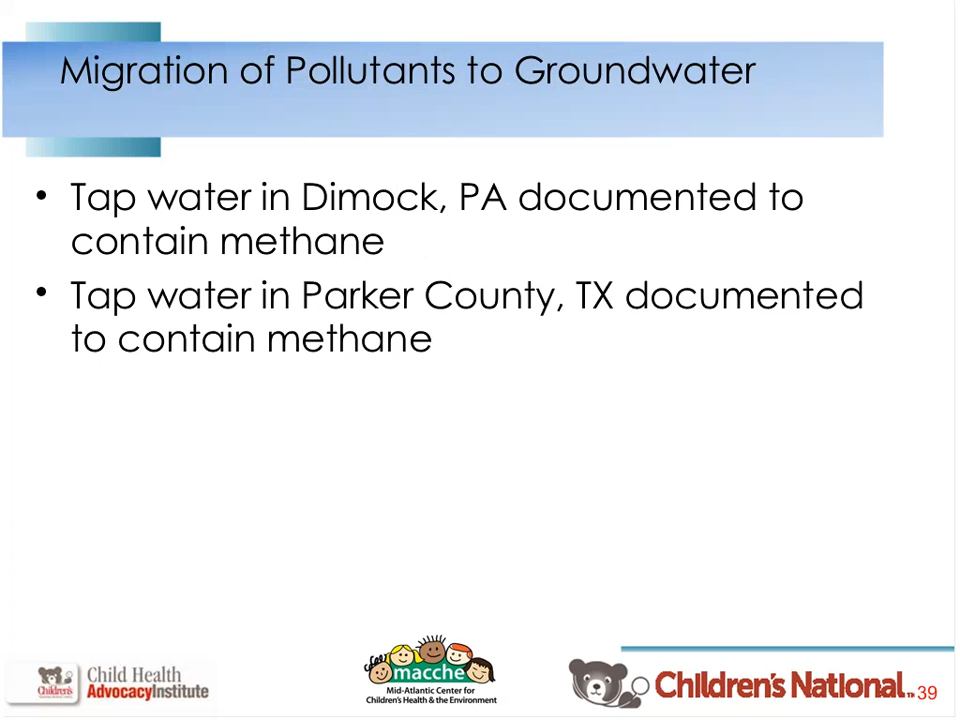 Migration of Pollutants to Groundwater
• Tap water in Dimock, PA documented to
contain methane
• Tap water in Parker County, TX documented
to contain methane
Children's
Child Health
AdvocacyInstitute
macche
Mid-Atlantic Center for
Children's Health & the Environment
Children's National™
39